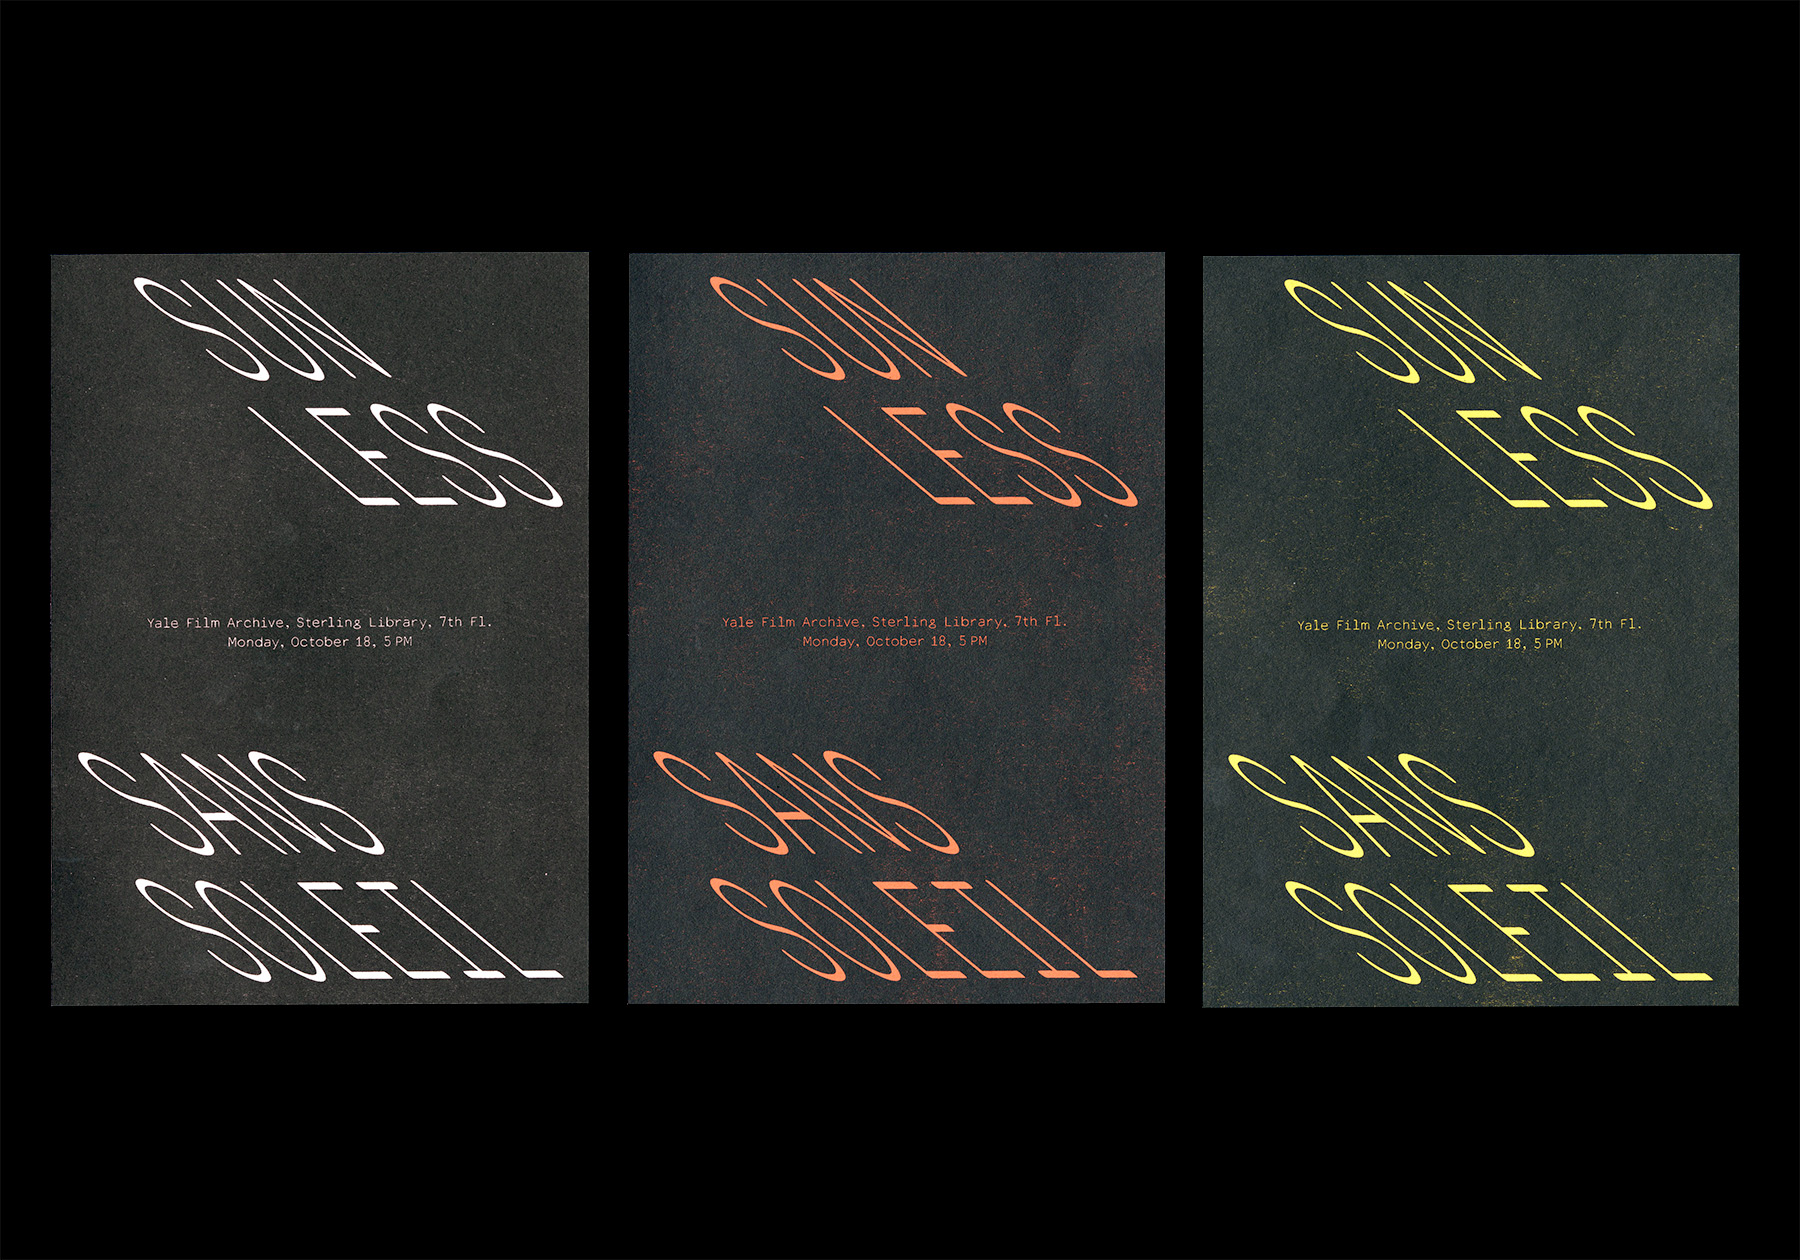 SUN
LESS
Yale Film Archive, Sterling Library, 7th Fl.
Monday, October 18, 5 PM
SANS
SOLEIL
SUN
LESS
Yale Film Archive, Sterling Library, 7th Fl.
Monday, October 18, 5 PM
SANS
SOLEIL
SUN
LESS
Yale Film Archive, Sterling Library, 7th Fl.
Monday, October 18, 5 PM
SANS
SOLEIL